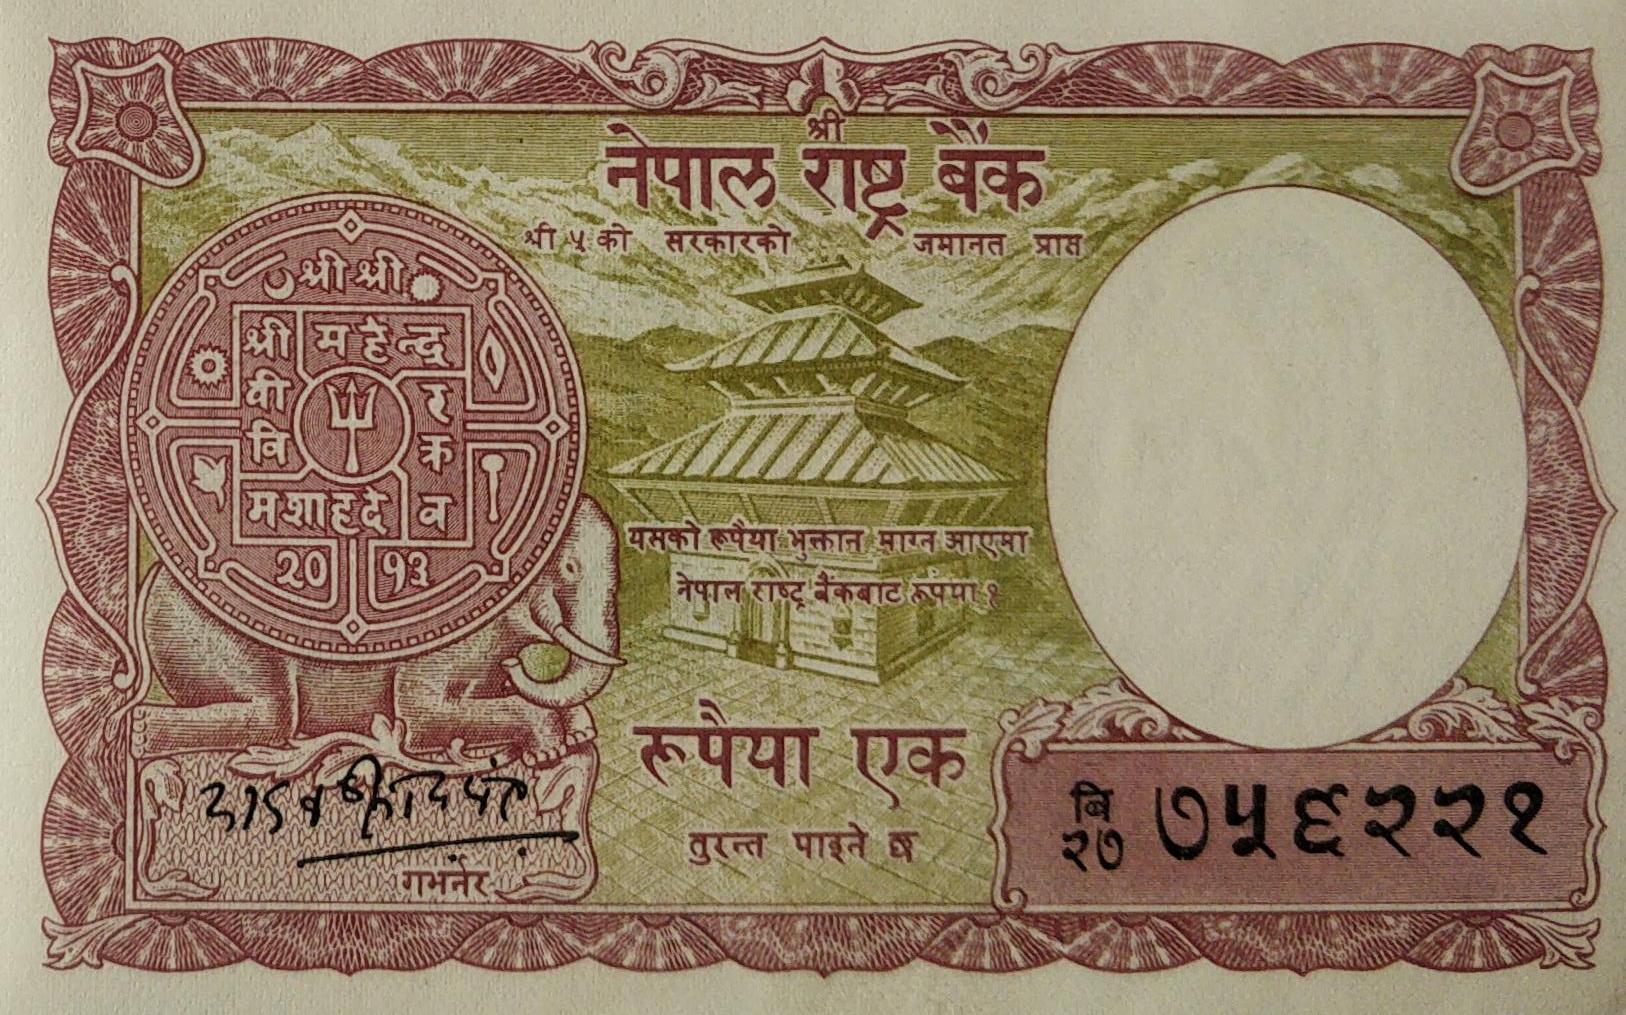 श्री
नेपाल राष्ट्र बैंक
श्री ५ को सरकारको जमानत प्राप्त
श्री श्री
श्री महेन्द्र
वी र
वि क्र
मशाहदे व
२० १३
यसको रूपैया भुक्तान माग्न आएमा
नेपाल राष्ट्र बैंकबाट रूपैया १
रूपैया एक
तुरन्त पाइने छ
गभर्नर
बि
२७ ७५६२२१